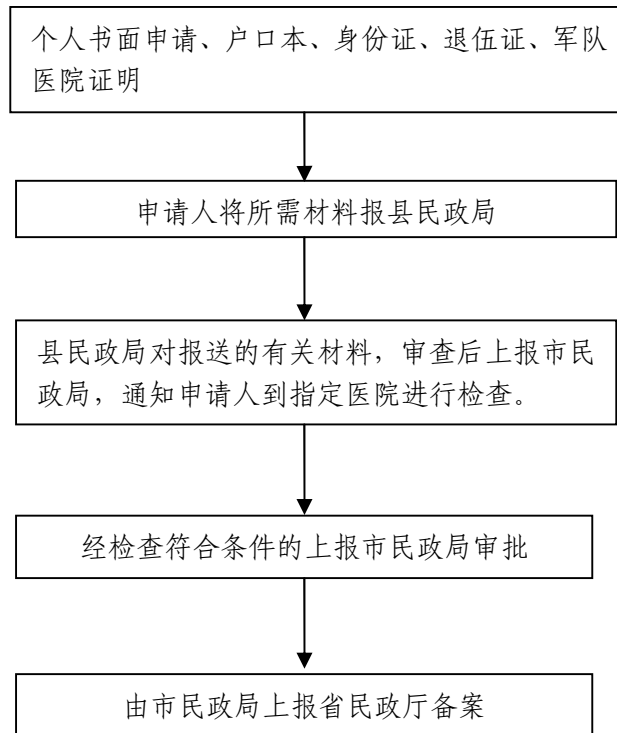 个人书面申请、户口本、身份证、退伍证、军队
医院证明
申请人将所需材料报县民政局
县民政局对报送的有关材料，审查后上报市民
政局，通知申请人到指定医院进行检查。
经检查符合条件的上报市民政局审批
由市民政局上报省民政厅备案